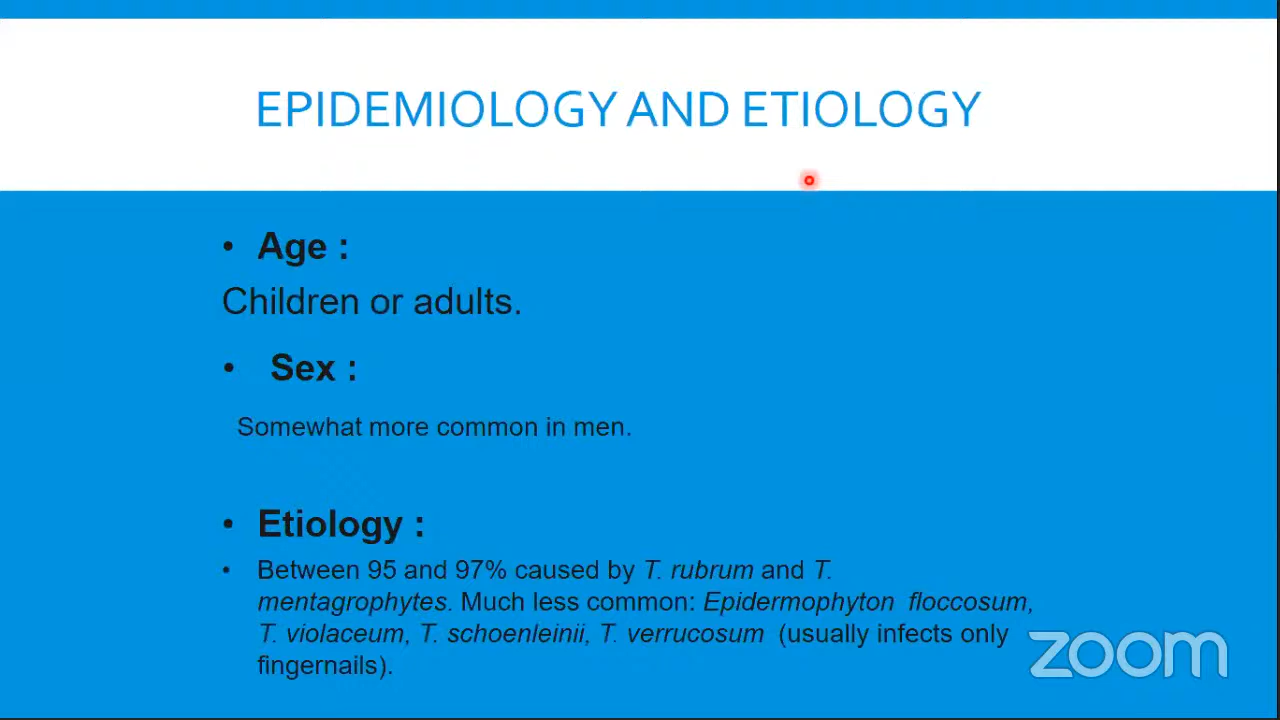 EPIDEMIOLOGY AND ETIOLOGY
• Age :
Children or adults.
• Sex :
Somewhat more common in men.
• Etiology :
• Between 95 and 97% caused by T. rubrum and T.
mentagrophytes. Much less common: Epidermophyton floccosum,
T. violaceum, T. schoenleinii, T. verrucosum (usually infects only
fingernails).
zoom